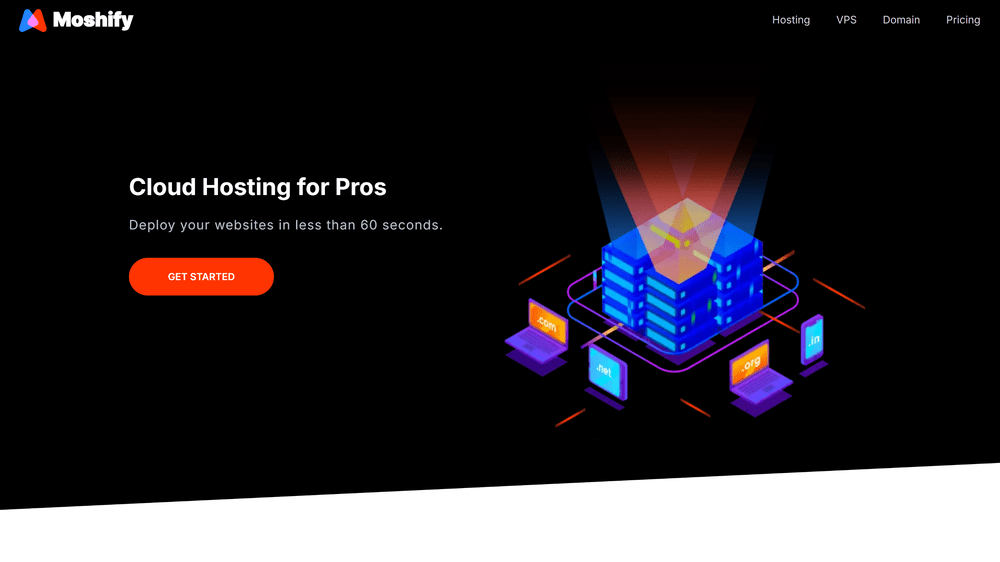 Moshify
Hosting VPS Domain Pricing
Cloud Hosting for Pros
Deploy your websites in less than 60 seconds.
GET STARTED
.com
.net
.org
.in